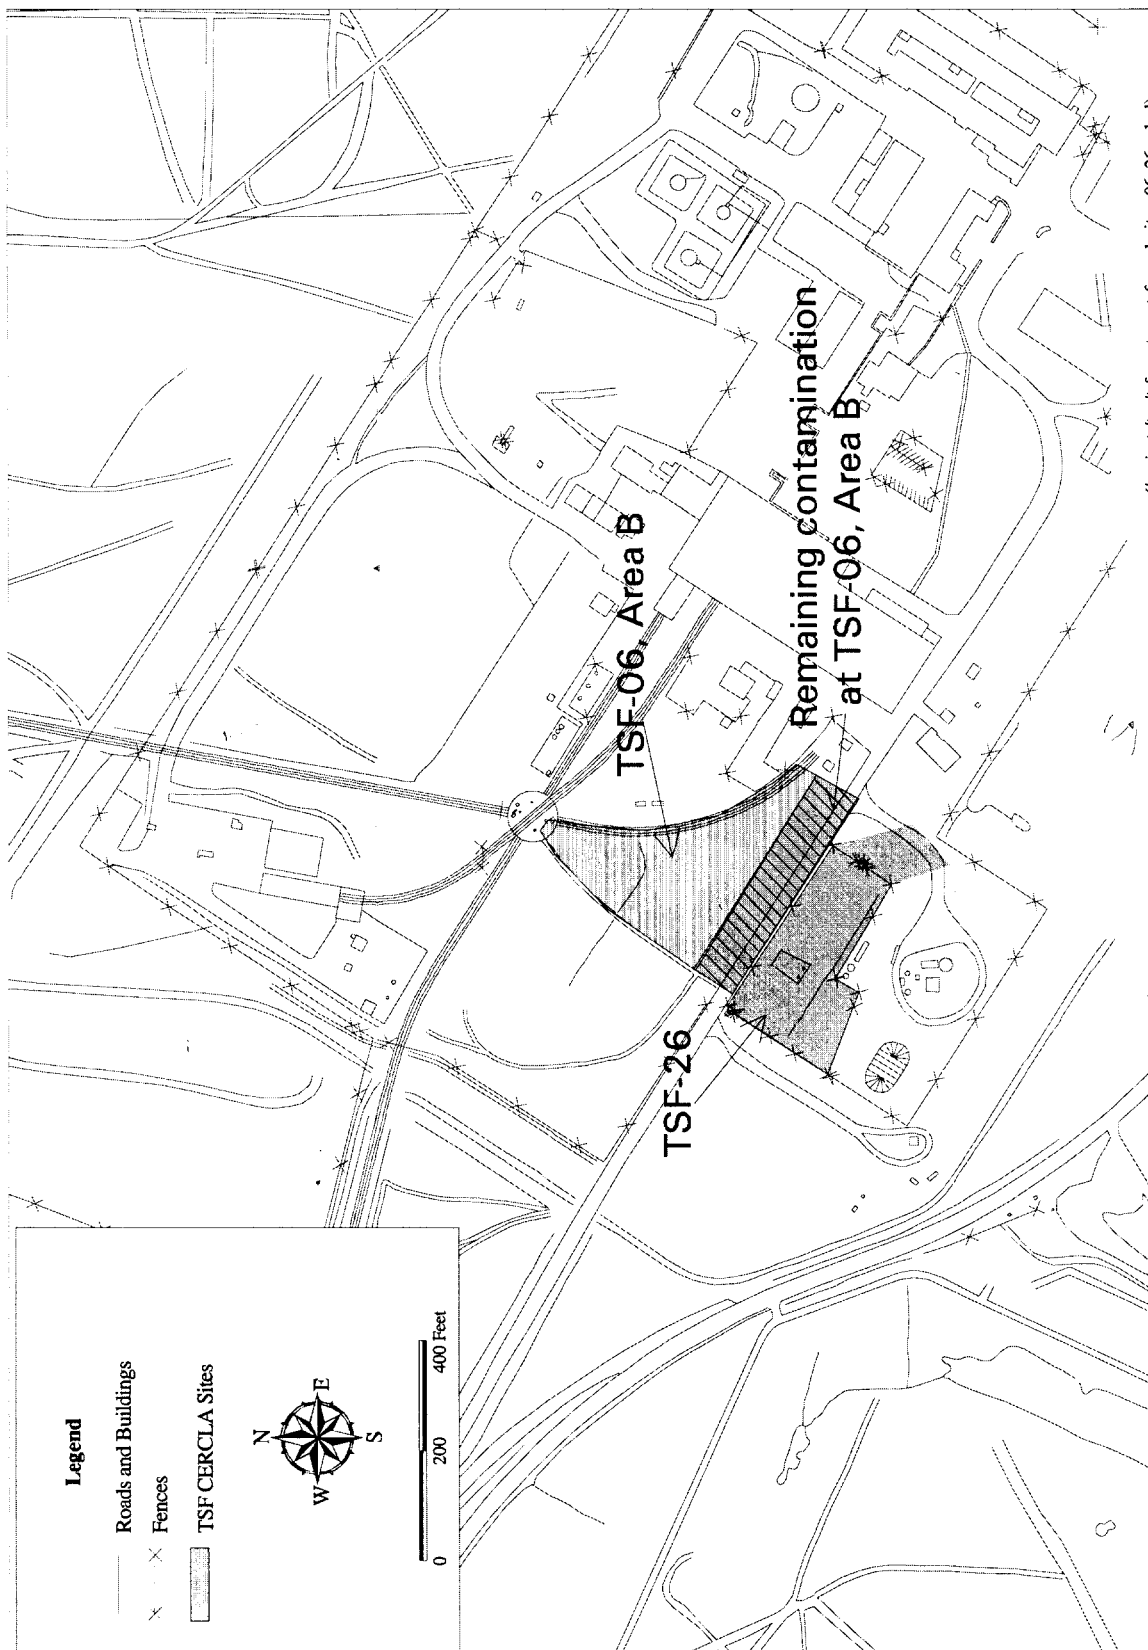 Legend
Roads and Buildings
Fences
TSF CERCLA Sites
N
W
E
S
0
200
400 Feet
TSF-26
TSF-06, Area B
Remaining contamination
at TSF-06, Area B